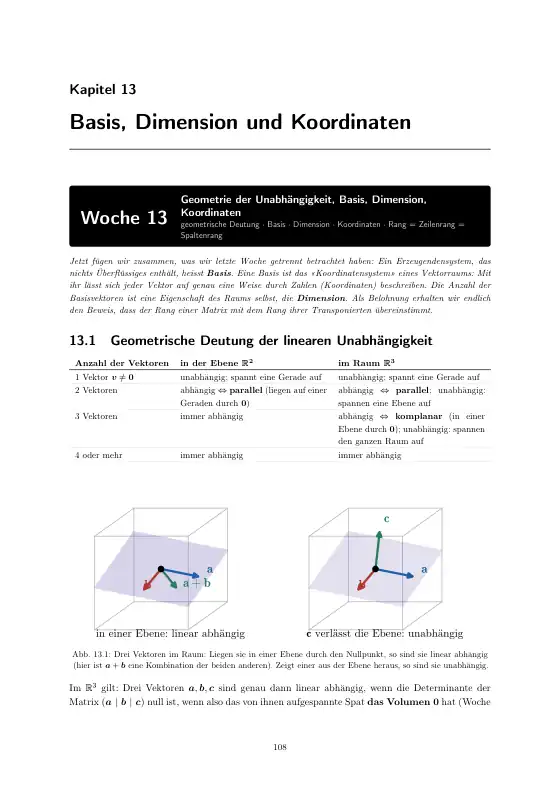 Kapitel 13
Basis, Dimension und Koordinaten
Woche 13
Geometrie der Unabhängigkeit, Basis, Dimension,
Koordinaten
geometrische Deutung · Basis · Dimension · Koordinaten · Rang = Zeilenrang =
Spaltenrang
Jetzt fügen wir zusammen, was wir letzte Woche getrennt betrachtet haben: Ein Erzeugendensystem, das
nichts Überflüssiges enthält, heisst Basis. Eine Basis ist das «Koordinatensystem» eines Vektorraums: Mit
ihr lässt sich jeder Vektor auf genau eine Weise durch Zahlen (Koordinaten) beschreiben. Die Anzahl der
Basisvektoren ist eine Eigenschaft des Raums selbst, die Dimension. Als Belohnung erhalten wir endlich
den Beweis, dass der Rang einer Matrix mit dem Rang ihrer Transponierten übereinstimmt.
13.1 Geometrische Deutung der linearen Unabhängigkeit
Anzahl der Vektoren in der Ebene ℝ² im Raum ℝ³
1 Vektor v ≠ 0 unabhängig; spannt eine Gerade auf unabhängig; spannt eine Gerade auf
2 Vektoren abhängig ⇔ parallel (liegen auf einer abhängig ⇔ parallel; unabhängig:
Geraden durch 0) spannen eine Ebene auf
3 Vektoren immer abhängig abhängig ⇔ komplanar (in einer
Ebene durch 0); unabhängig: spannen
den ganzen Raum auf
4 oder mehr immer abhängig immer abhängig
a
a + b
in einer Ebene: linear abhängig
c
a
c verlässt die Ebene: unabhängig
Abb. 13.1: Drei Vektoren im Raum: Liegen sie in einer Ebene durch den Nullpunkt, so sind sie linear abhängig
(hier ist a + b eine Kombination der beiden anderen). Zeigt einer aus der Ebene heraus, so sind sie unabhängig.
Im ℝ³ gilt: Drei Vektoren a, b, c sind genau dann linear abhängig, wenn die Determinante der
Matrix (a | b | c) null ist, wenn also das von ihnen aufgespannte Spat das Volumen 0 hat (Woche
108